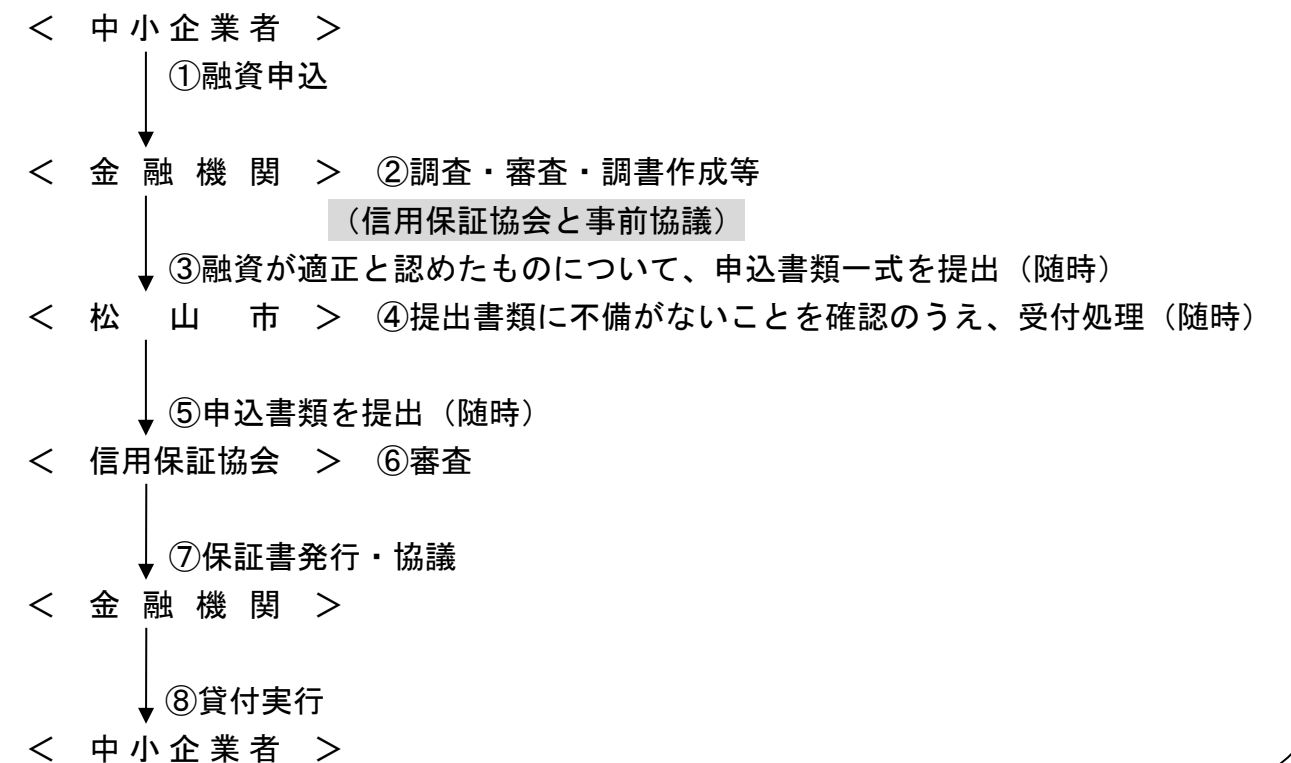 ＜ 中小企業者 ＞
①融資申込
＜ 金融機関 ＞ ②調査・審査・調書作成等
（信用保証協会と事前協議）
③融資が適正と認めたものについて、申込書類一式を提出（随時）
＜ 松山市 ＞ ④提出書類に不備がないことを確認のうえ、受付処理（随時）
⑤申込書類を提出（随時）
＜ 信用保証協会 ＞ ⑥審査
⑦保証書発行・協議
＜ 金融機関 ＞
⑧貸付実行
＜ 中小企業者 ＞